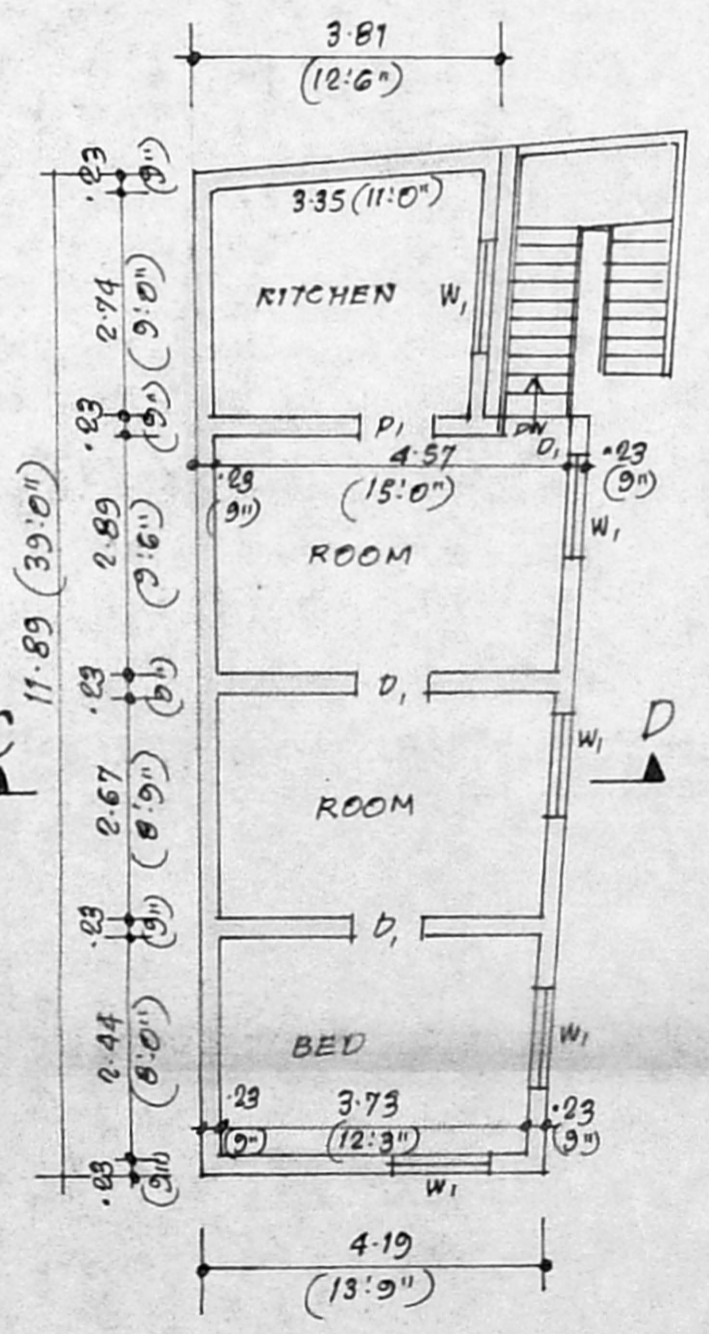 3.81
(12'.6")
.23
(9")
3.35 (11'.0")
2.74
(9'.0")
KITCHEN
W1
.23
(9")
D1
DN
D1
4.57
(15'.0")
.23
(9")
.23
(9")
11.89 (39'.0")
2.89
(9'.6")
ROOM
W1
.23
(9")
D1
W1
D
2.67
(8'.9")
ROOM
.23
(9")
D1
2.44
(8'.0")
BED
W1
.23
(9")
3.73
(12'.3")
.23
(9")
.23
(9")
W1
4.19
(13'.9")